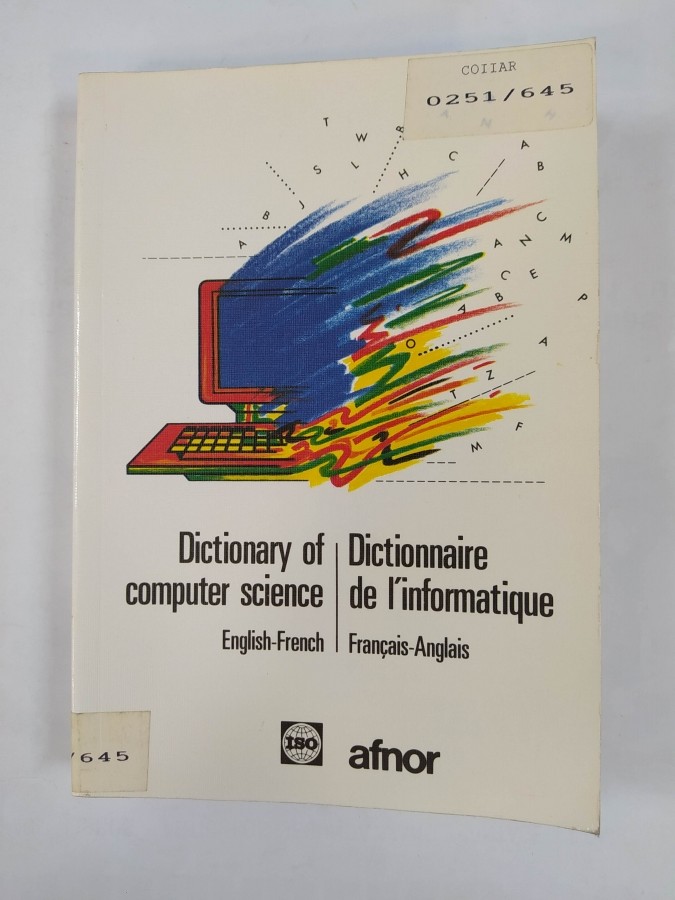 COIIAR
0251/645
T
W
R
A
B
J
S
L
H
C
A
B
A
N
Z
C
M
P
C
E
A
B
C
O
A
T
Z
M
F
Dictionary of
computer science
English-French
Dictionnaire
de l'informatique
Français-Anglais
/645
ISO
afnor